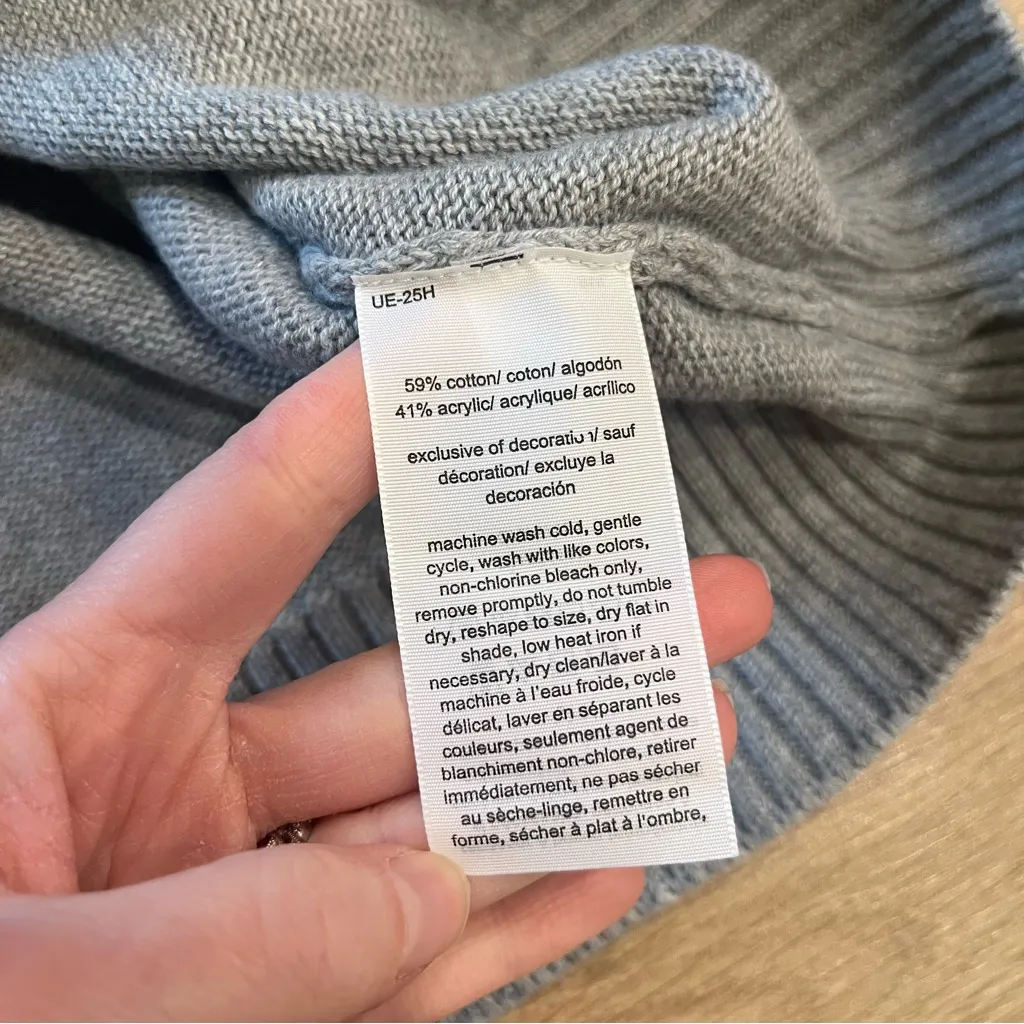 UE-25H
59% cotton/ coton/ algodón
41% acrylic/ acrylique/ acrílico
exclusive of decoration/ sauf
décoration/ excluye la
decoración
machine wash cold, gentle
cycle, wash with like colors,
non-chlorine bleach only,
remove promptly, do not tumble
dry, reshape to size, dry flat in
shade, low heat iron if
necessary, dry clean/laver à la
machine à l'eau froide, cycle
délicat, laver en séparant les
couleurs, seulement agent de
blanchiment non-chlore, retirer
immédiatement, ne pas sécher
au sèche-linge, remettre en
forme, sécher à plat à l'ombre,